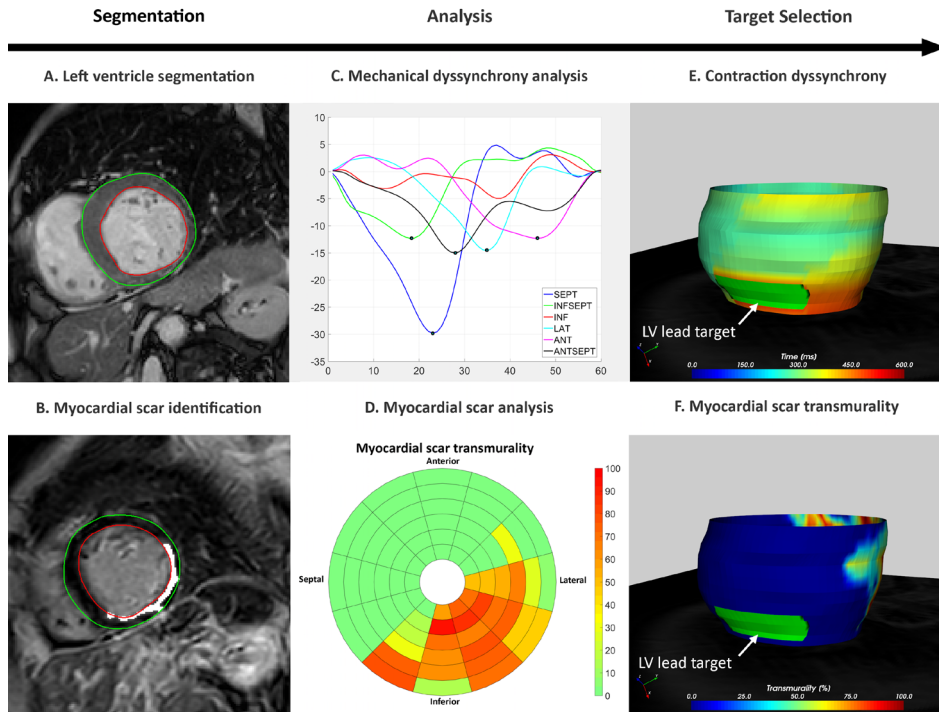 Segmentation
Analysis
Target Selection
A. Left ventricle segmentation
C. Mechanical dyssynchrony analysis
E. Contraction dyssynchrony
10
5
0
-5
-10
-15
-20
-25
-30
-35
0
10
20
30
40
50
60
SEPT
INFSEPT
INF
LAT
ANT
ANTSEPT
LV lead target
Time (ms)
0.0 150.0 300.0 450.0 600.0
B. Myocardial scar identification
D. Myocardial scar analysis
F. Myocardial scar transmurality
Myocardial scar transmurality
Anterior
Septal
Lateral
Inferior
100
90
80
70
60
50
40
30
20
10
0
LV lead target
Transmurality (%)
0.0 25.0 50.0 75.0 100.0